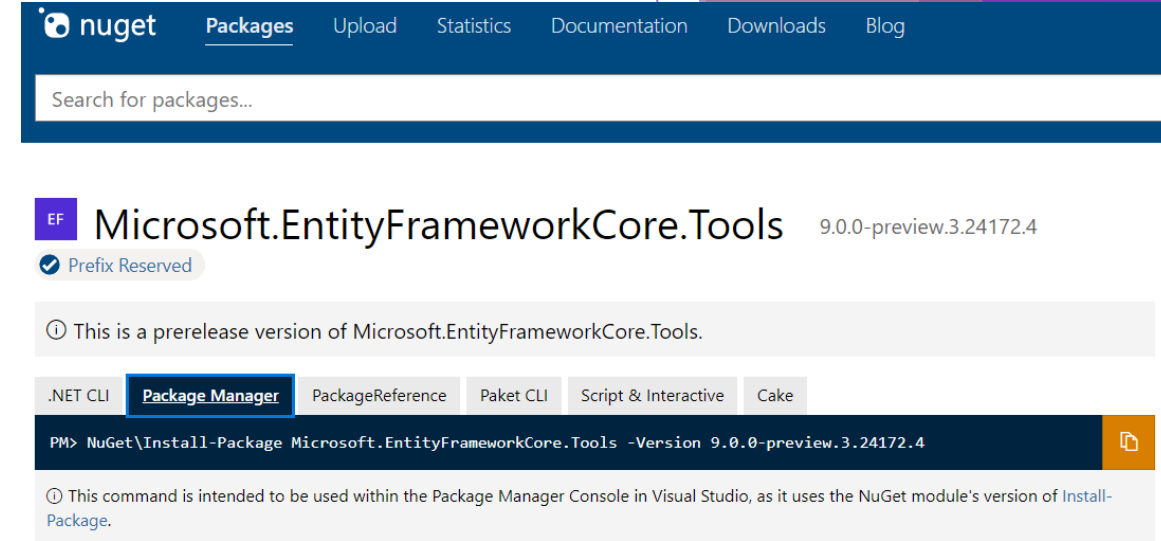 nuget Packages Upload Statistics Documentation Downloads Blog
Search for packages...
EF Microsoft.EntityFrameworkCore.Tools 9.0.0-preview.3.24172.4
Prefix Reserved
This is a prerelease version of Microsoft.EntityFrameworkCore.Tools.
.NET CLI Package Manager PackageReference Paket CLI Script & Interactive Cake
PM> NuGet\Install-Package Microsoft.EntityFrameworkCore.Tools -Version 9.0.0-preview.3.24172.4
This command is intended to be used within the Package Manager Console in Visual Studio, as it uses the NuGet module's version of Install-
Package.